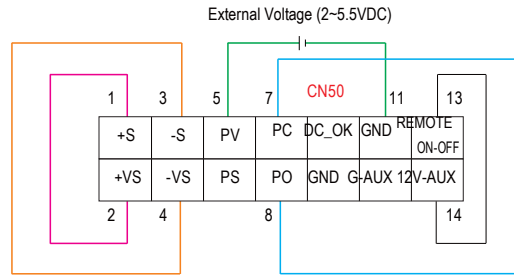 External Voltage (2~5.5VDC)
CN50
1 3 5 7 11 13
+S -S PV PC DC_OK GND REMOTE ON-OFF
+VS -VS PS PO GND G-AUX 12V-AUX
2 4 8 14